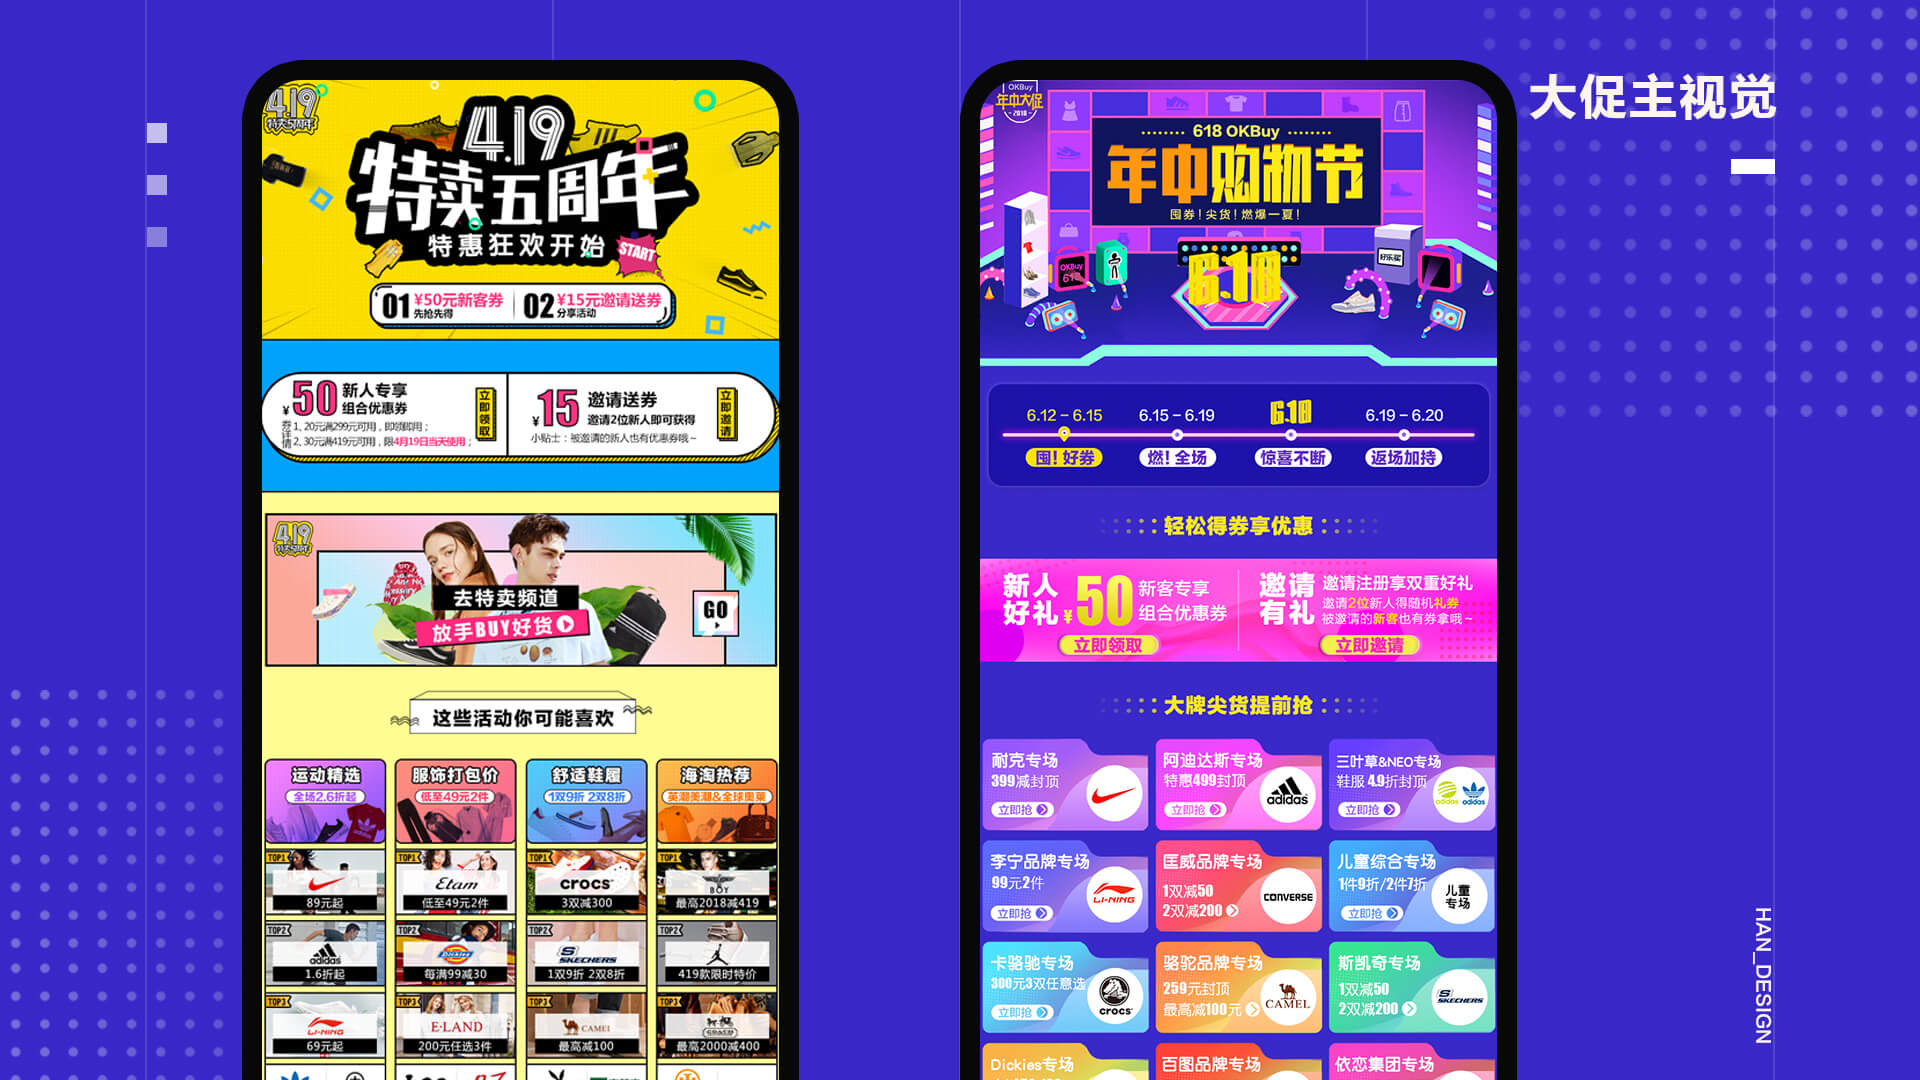 大促主视觉
4.19
特卖5周年
4.19
特卖五周年
特惠狂欢开始
START
01 ¥50元新客券
先抢先得
02 ¥15元邀请送券
分享活动
¥50 新人专享
组合优惠券
立即领取
券详情
1、20元满299元可用，即领即用；
2、30元满419元可用，限4月19日当天使用；
¥15 邀请送券
邀请2位新人即可获得
小贴士：被邀请的新人也有优惠券哦～
立即邀请
4.19
特卖5周年
去特卖频道
放手BUY好货
GO
这些活动你可能喜欢
运动精选
全场2.6折起
服饰打包价
低至49元2件
舒适鞋履
1双9折 2双8折
海淘热荐
英潮美潮&全球奥莱
TOP1
89元起
TOP1
Etam
低至49元2件
TOP1
crocs
3双减300
TOP1
BOY
最高2018减419
TOP2
adidas
1.6折起
TOP2
Dickies
每满99减30
TOP2
SKECHERS
1双9折 2双8折
TOP2
419款限时特价
TOP3
LI-NING
69元起
TOP3
E·LAND
200元任选3件
TOP3
CAMEL
最高减100
TOP3
COACH
最高2000减400
OKBuy
年中大促
2018
618 OKBuy
年中购物节
囤券！尖货！燃爆一夏！
OKBuy
618
6.18
好乐买
6.12－6.15
6.15－6.19
6.18
6.19－6.20
囤！好券
燃！全场
惊喜不断
返场加持
轻松得券享优惠
新人好礼
¥50
新客专享
组合优惠券
立即领取
邀请有礼
邀请注册享双重好礼
邀请2位新人得随机礼券
被邀请的新客也有券拿哦～
立即邀请
大牌尖货提前抢
耐克专场
399减封顶
立即抢
阿迪达斯专场
特惠499封顶
立即抢
adidas
三叶草&NEO专场
鞋服 4.9折封顶
立即抢
adidas
adidas
李宁品牌专场
99元2件
立即抢
LI-NING
匡威品牌专场
1双减50
2双减200
CONVERSE
儿童综合专场
1件9折/2件7折
立即抢
儿童
专场
卡骆驰专场
300元3双任意选
立即抢
crocs
骆驼品牌专场
259元封顶
最高减100元
CAMEL
斯凯奇专场
1双减50
2双减200
SKECHERS
Dickies专场
百图品牌专场
依恋集团专场
HAN_DESIGN